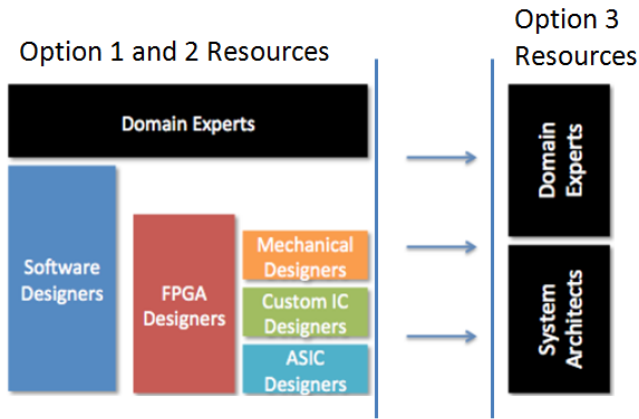 Option 1 and 2 Resources
Option 3
Resources
Domain Experts
Software
Designers
FPGA
Designers
Mechanical
Designers
Custom IC
Designers
ASIC
Designers
Domain
Experts
System
Architects